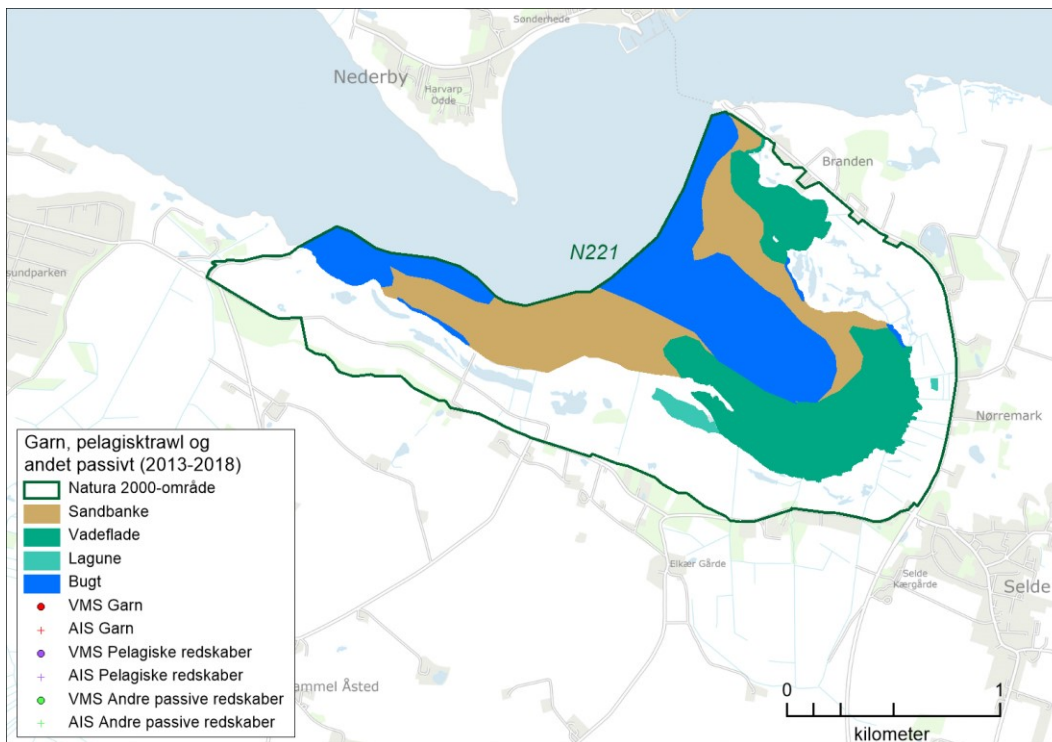 Sønderhede
Nederby
Harvarp
Odde
Branden
N221
sundparken
Nørremark
Eikær Gårde
Selde
Kærgårde
Selde
ammel Åsted
Garn, pelagisktrawl og
andet passivt (2013-2018)
Natura 2000-område
Sandbanke
Vadeflade
Lagune
Bugt
VMS Garn
AIS Garn
VMS Pelagiske redskaber
AIS Pelagiske redskaber
VMS Andre passive redskaber
AIS Andre passive redskaber
0 1
kilometer